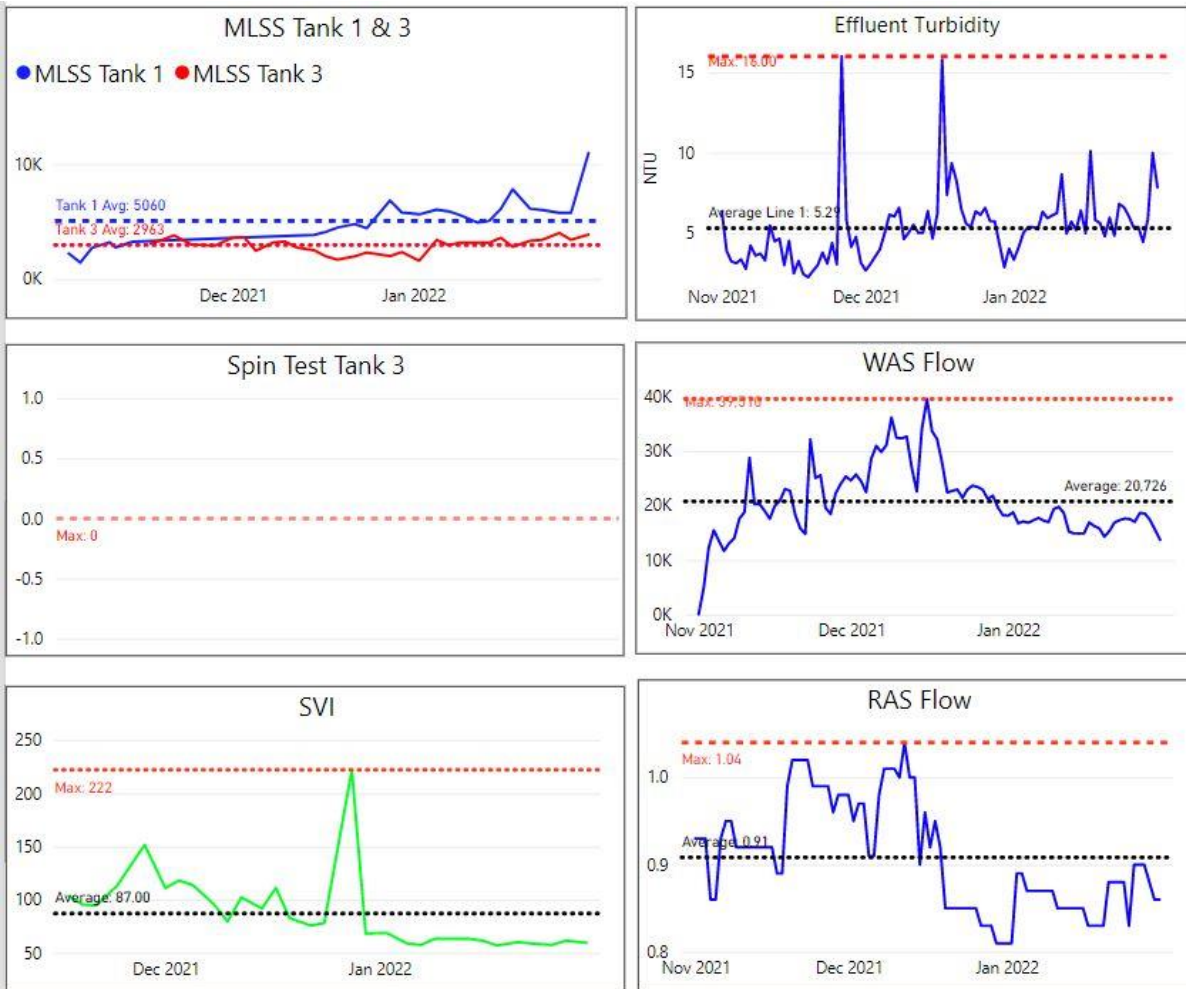 MLSS Tank 1 & 3
MLSS Tank 1 MLSS Tank 3
10K
Tank 1 Avg: 5060
Tank 3 Avg: 2963
0K
Dec 2021 Jan 2022
Effluent Turbidity
Max: 16.00
15
10
NTU
Average Line 1: 5.29
5
Nov 2021 Dec 2021 Jan 2022
Spin Test Tank 3
1.0
0.5
0.0
Max: 0
-0.5
-1.0
WAS Flow
40K
Max:
30K
Average: 20,726
20K
10K
0K
Nov 2021 Dec 2021 Jan 2022
SVI
250
Max: 222
200
150
100
Average: 87.00
50
Dec 2021 Jan 2022
RAS Flow
Max: 1.04
1.0
Average: 0.91
0.9
0.8
Nov 2021 Dec 2021 Jan 2022